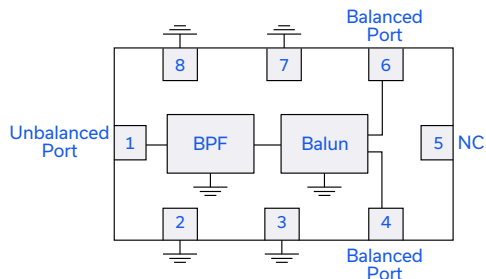 Balanced
Port
8
7
6
Unbalanced
Port
1
BPF
Balun
5
NC
2
3
4
Balanced
Port